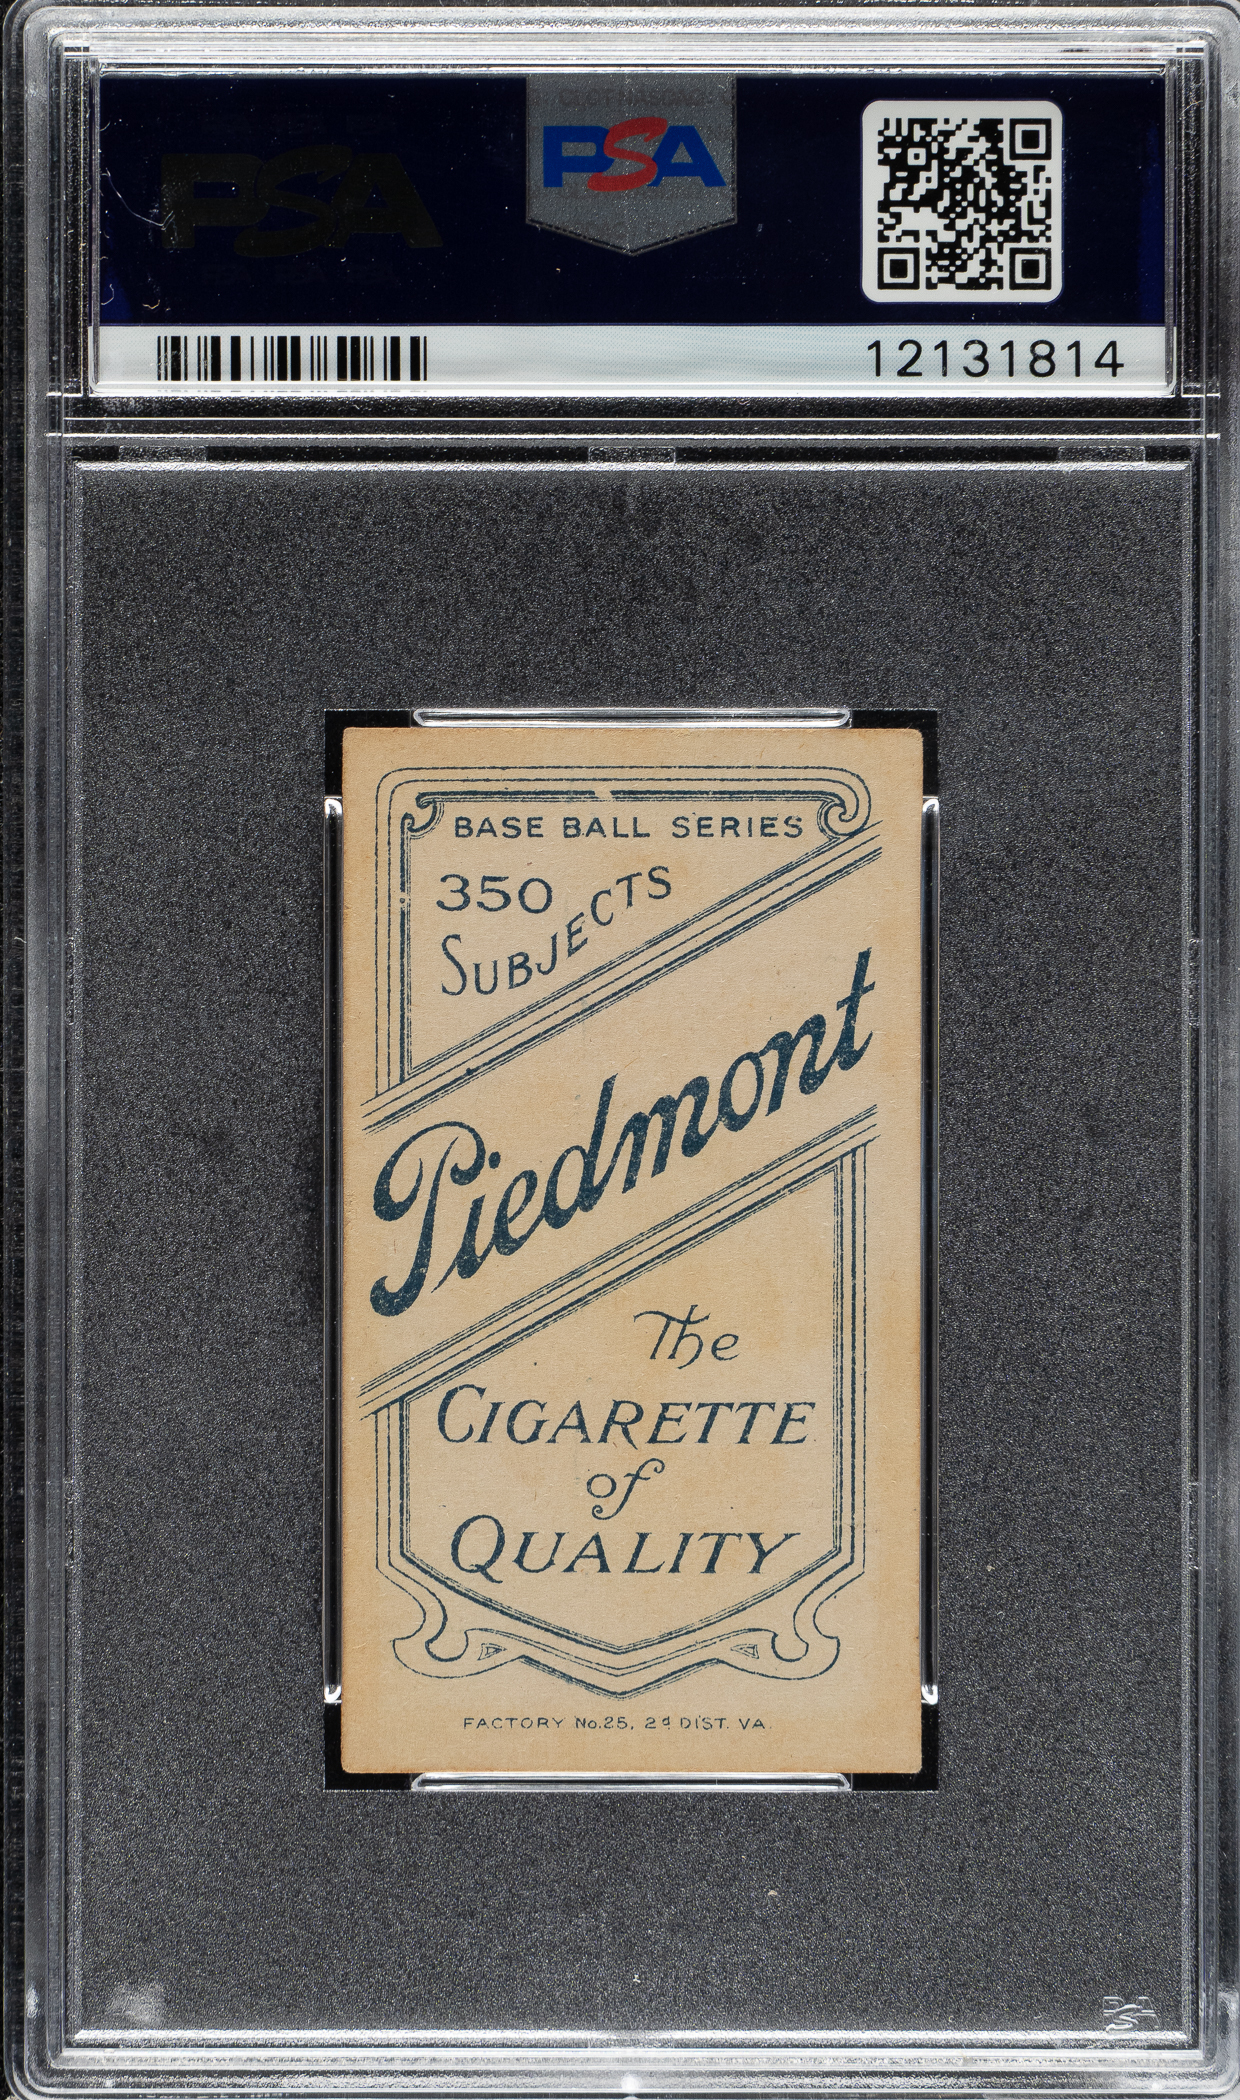 PSA
PSA
12131814
BASE BALL SERIES
350
SUBJECTS
Piedmont
The
CIGARETTE
of
QUALITY
FACTORY No.25, 2d DIST. VA.
PSA